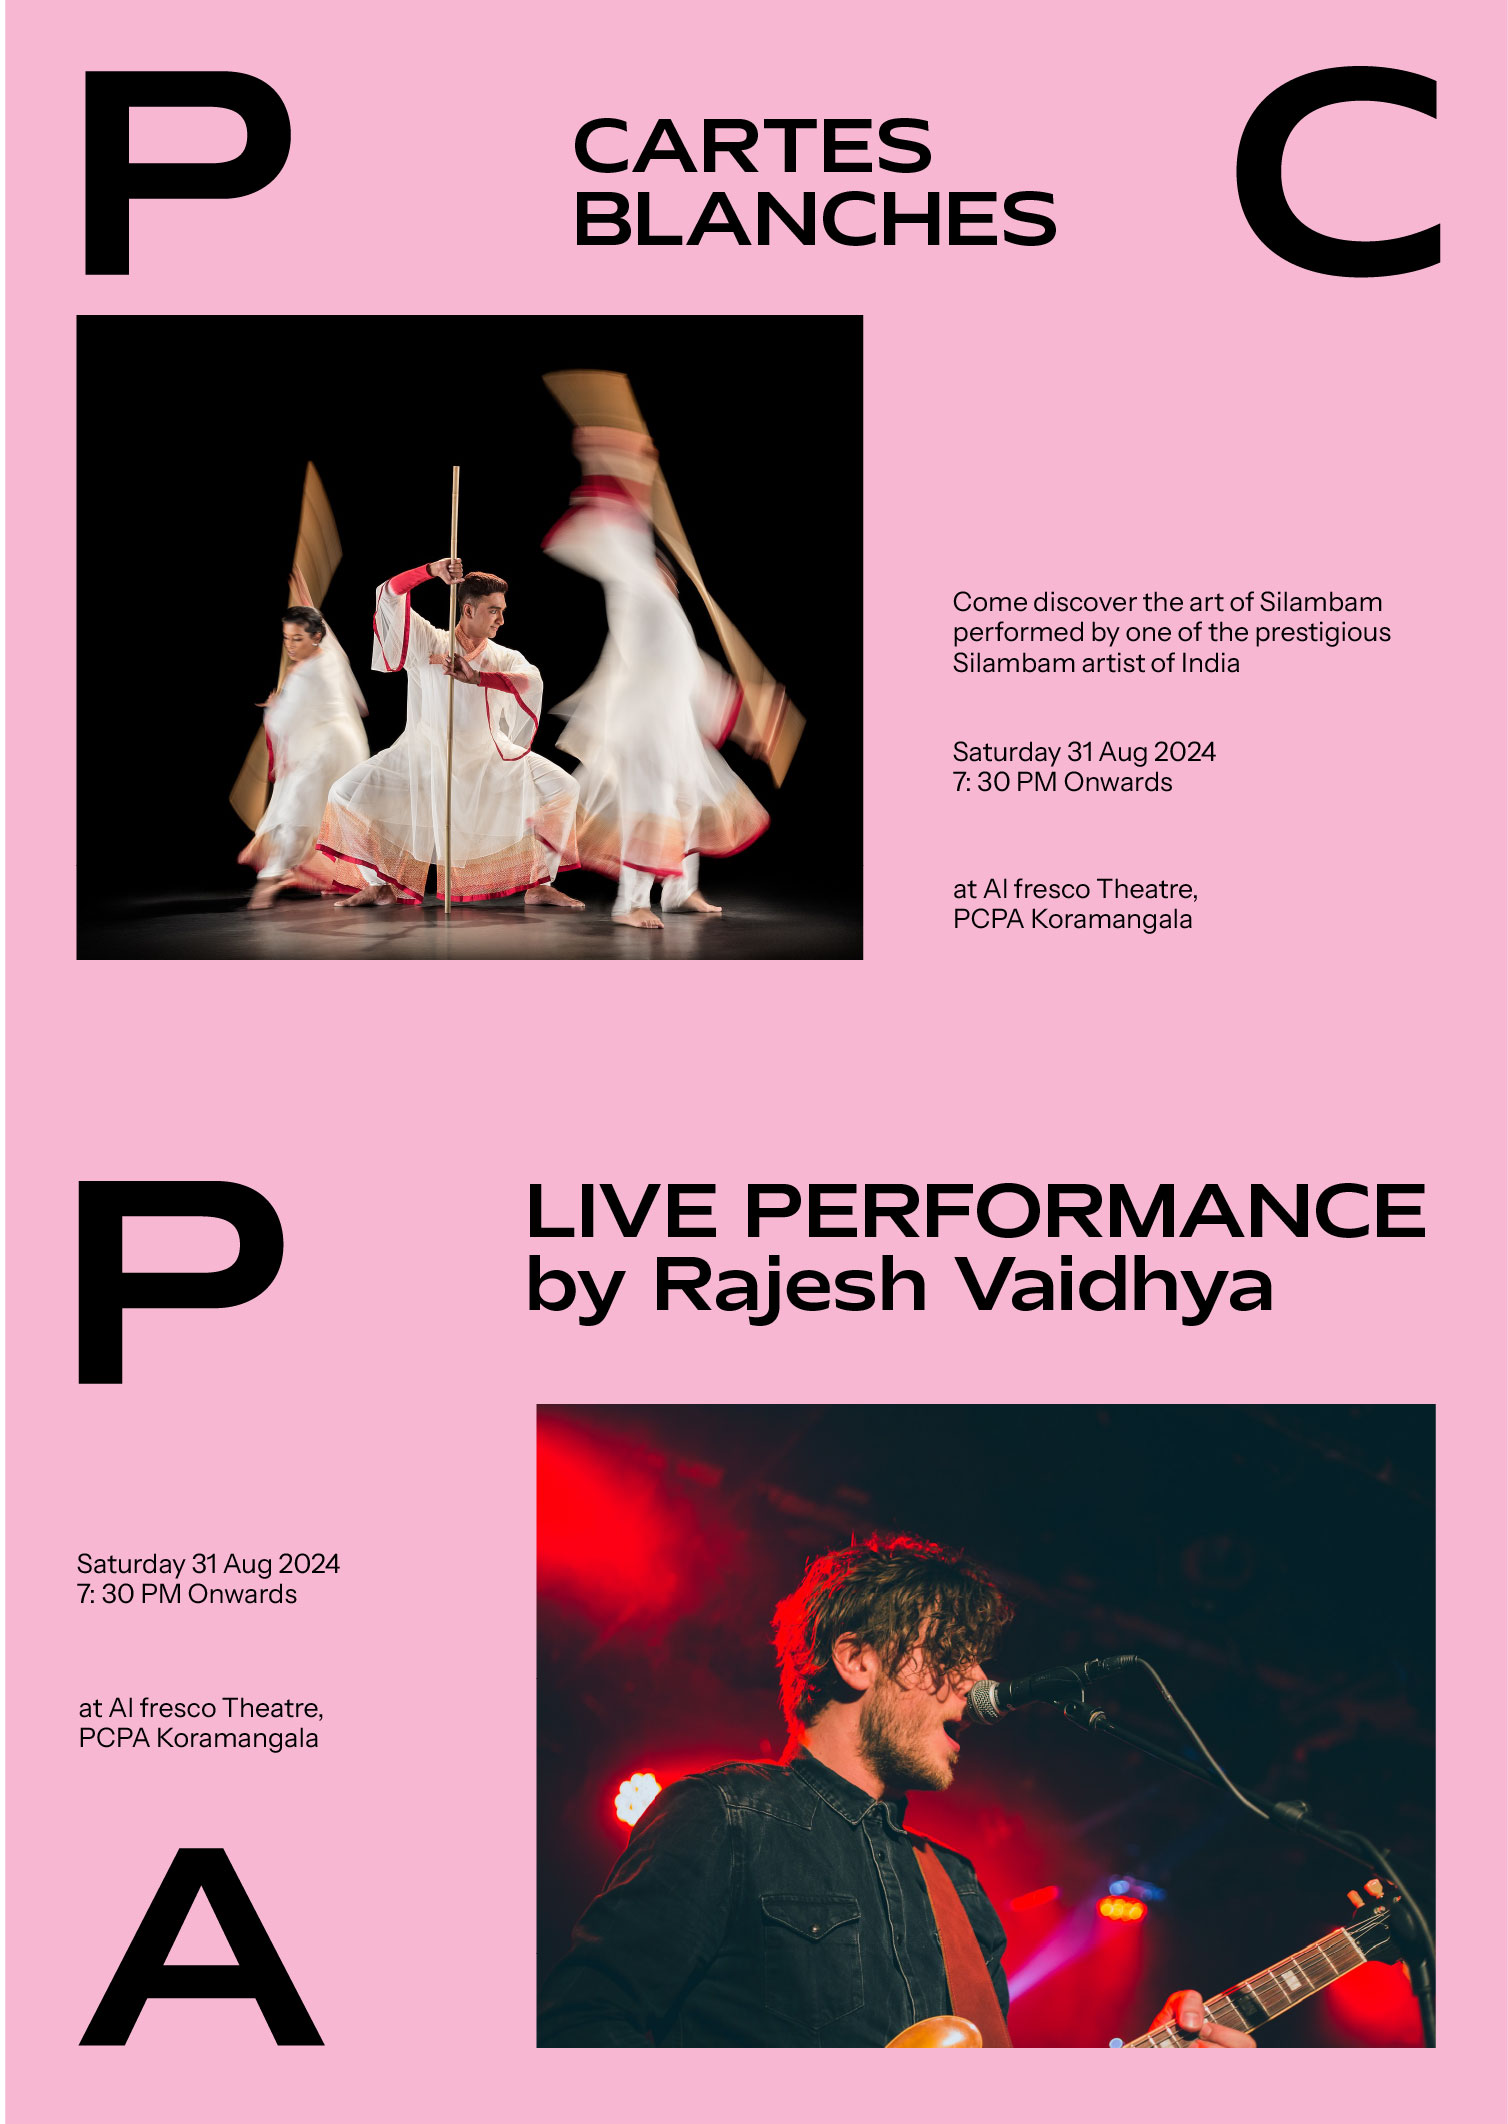 P
CARTES
BLANCHES
C
Come discover the art of Silambam
performed by one of the prestigious
Silambam artist of India
Saturday 31 Aug 2024
7: 30 PM Onwards
at Al fresco Theatre,
PCPA Koramangala
P
LIVE PERFORMANCE
by Rajesh Vaidhya
Saturday 31 Aug 2024
7: 30 PM Onwards
at Al fresco Theatre,
PCPA Koramangala
A